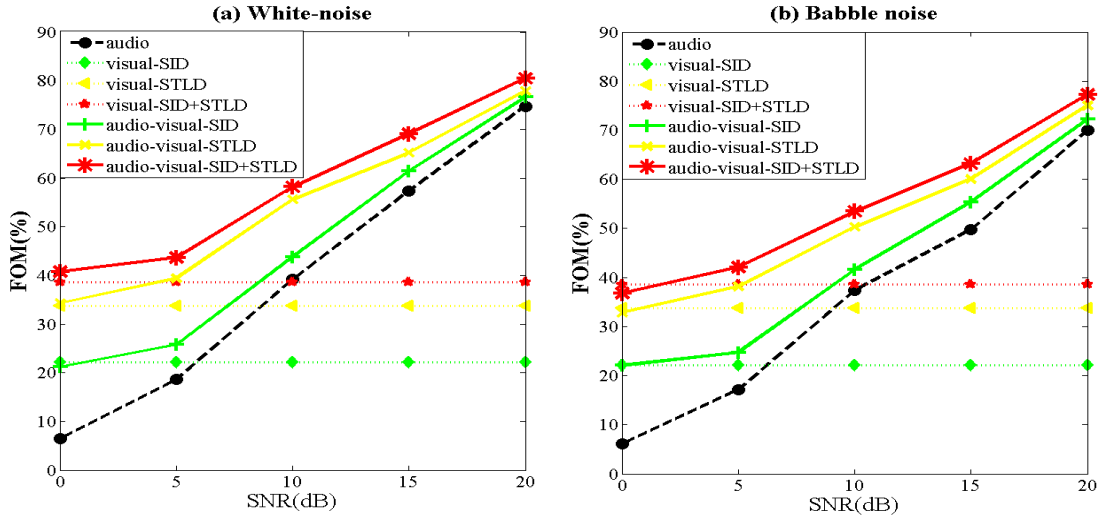 (a) White-noise
90
80
70
60
50
40
30
20
10
0
FOM(%)
audio
visual-SID
visual-STLD
visual-SID+STLD
audio-visual-SID
audio-visual-STLD
audio-visual-SID+STLD
0 5 10 15 20
SNR(dB)
(b) Babble noise
90
80
70
60
50
40
30
20
10
0
FOM(%)
audio
visual-SID
visual-STLD
visual-SID+STLD
audio-visual-SID
audio-visual-STLD
audio-visual-SID+STLD
0 5 10 15 20
SNR(dB)